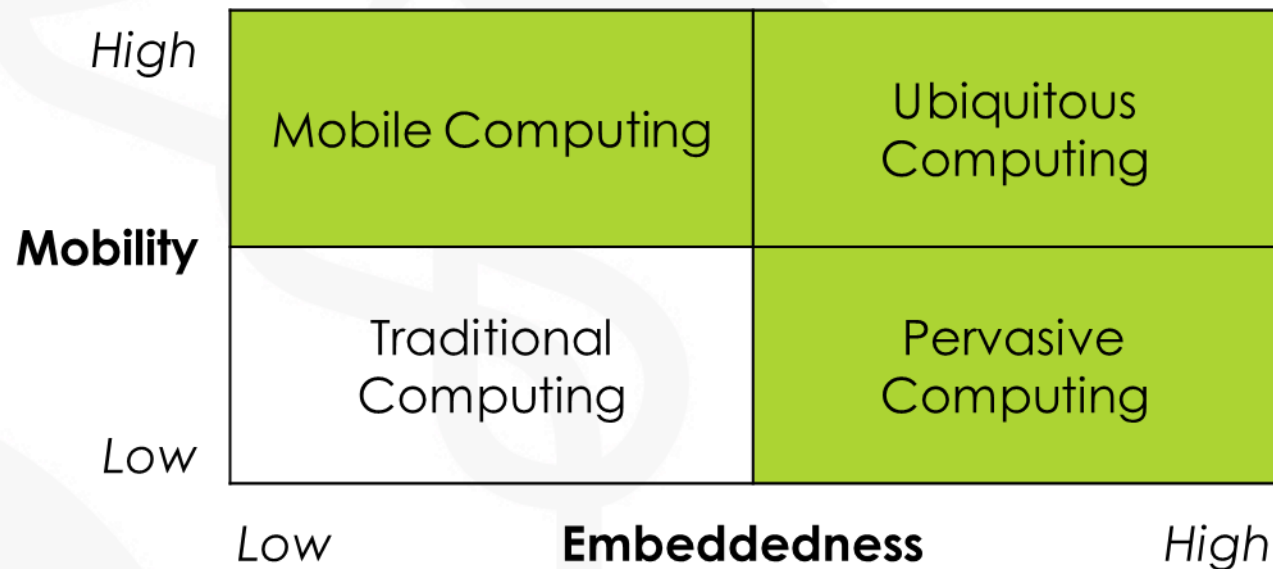 High
Mobile Computing
Ubiquitous
Computing
Mobility
Traditional
Computing
Pervasive
Computing
Low
Low
Embeddedness
High